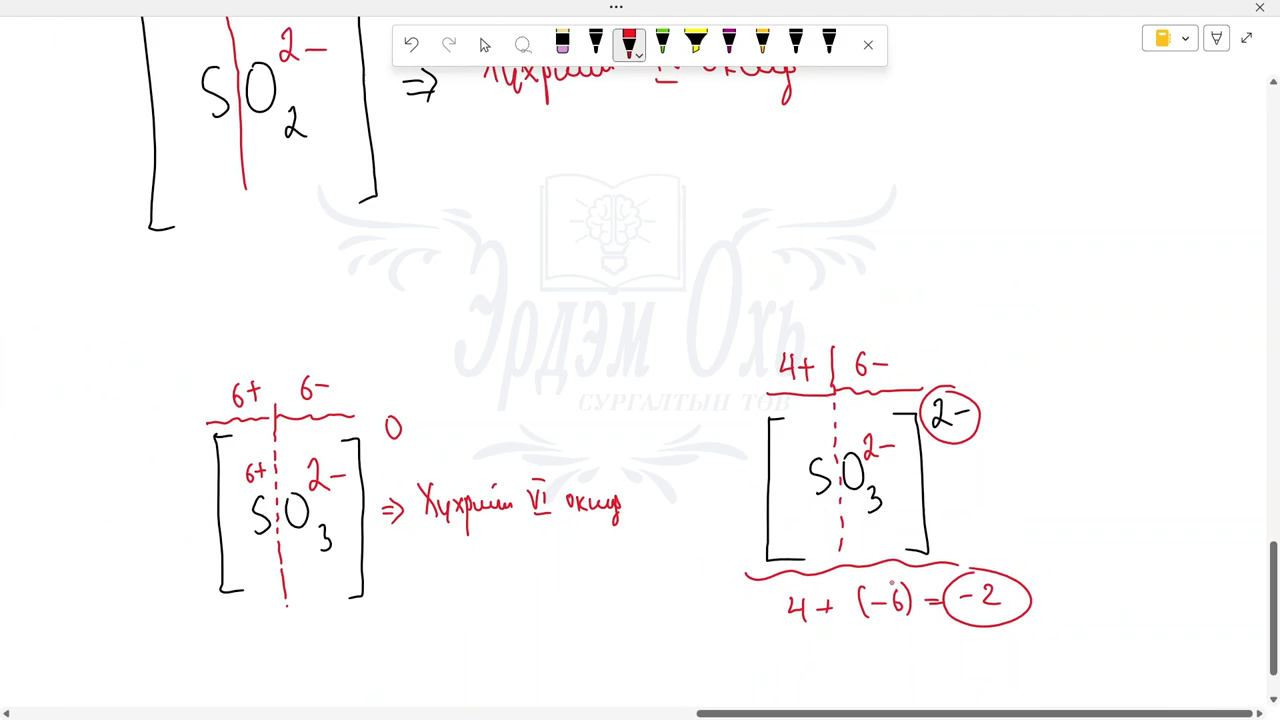 2-
SO2
⇒ Хүхрийн IV оксид
Эрдэм Охь
СУРГАЛТЫН ТӨВ
6+ 6-
0
6+ 2-
SO3
⇒ Хүхрийн VI оксид
4+ 6-
2-
2-
SO3
4 + (-6) = -2